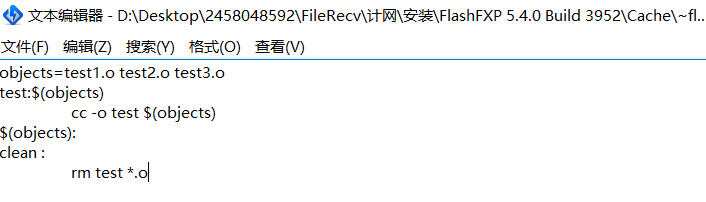 文本编辑器 - D:\Desktop\2458048592\FileRecv\计网\安装\FlashFXP 5.4.0 Build 3952\Cache\~fl...
文件(F) 编辑(Z) 搜索(Y) 格式(O) 查看(V)
objects=test1.o test2.o test3.o
test:$(objects)
cc -o test $(objects)
$(objects):
clean :
rm test *.o